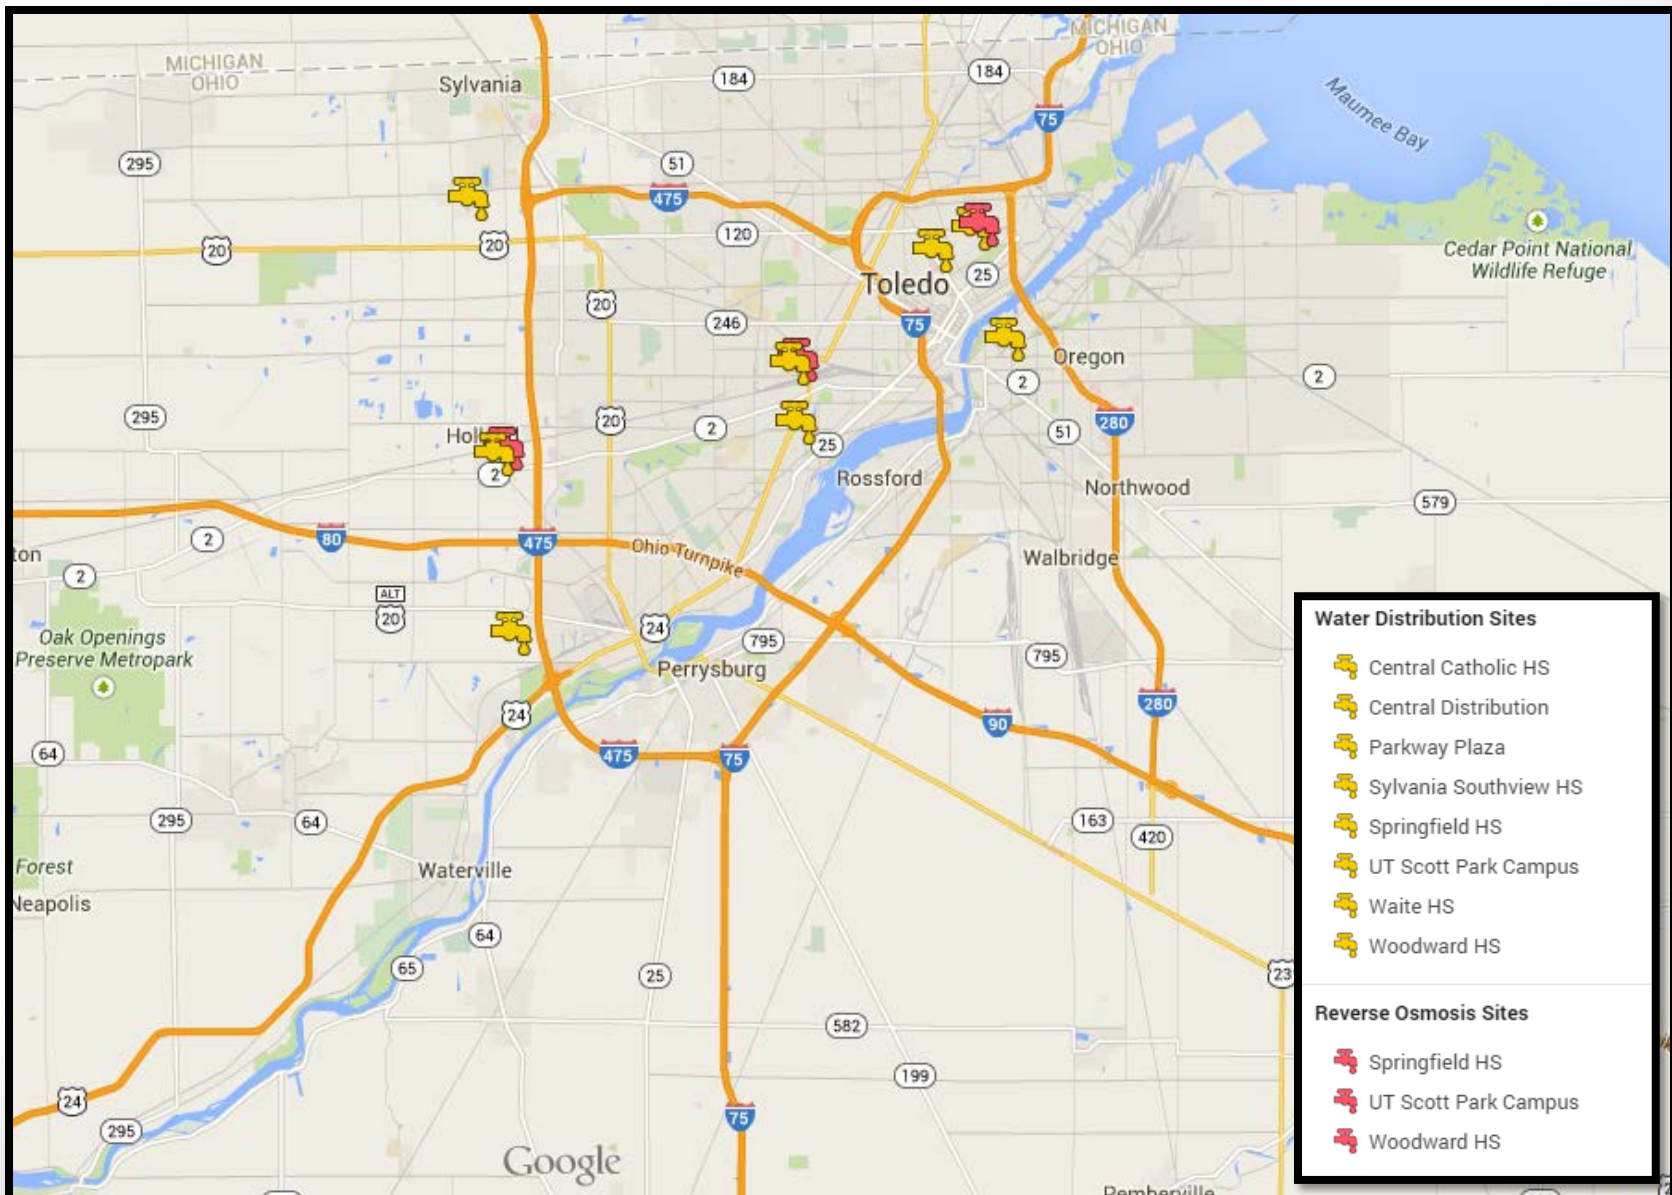 MICHIGAN
OHIO
MICHIGAN
OHIO
Sylvania
184
184
75
Maumee Bay
295
51
475
120
20
20
Cedar Point National
Wildlife Refuge
25
Toledo
20
246
75
Oregon
2
2
295
20
2
280
25
51
2
Rossford
Northwood
579
2
80
475
Ohio Turnpike
Walbridge
ton
2
ALT
20
24
795
795
Oak Openings
Preserve Metropark
Perrysburg
24
280
90
64
475
75
295
64
163
420
Forest
Waterville
Neapolis
64
65
25
23
582
199
24
75
295
Google
Pemberville
Water Distribution Sites
Central Catholic HS
Central Distribution
Parkway Plaza
Sylvania Southview HS
Springfield HS
UT Scott Park Campus
Waite HS
Woodward HS
Reverse Osmosis Sites
Springfield HS
UT Scott Park Campus
Woodward HS